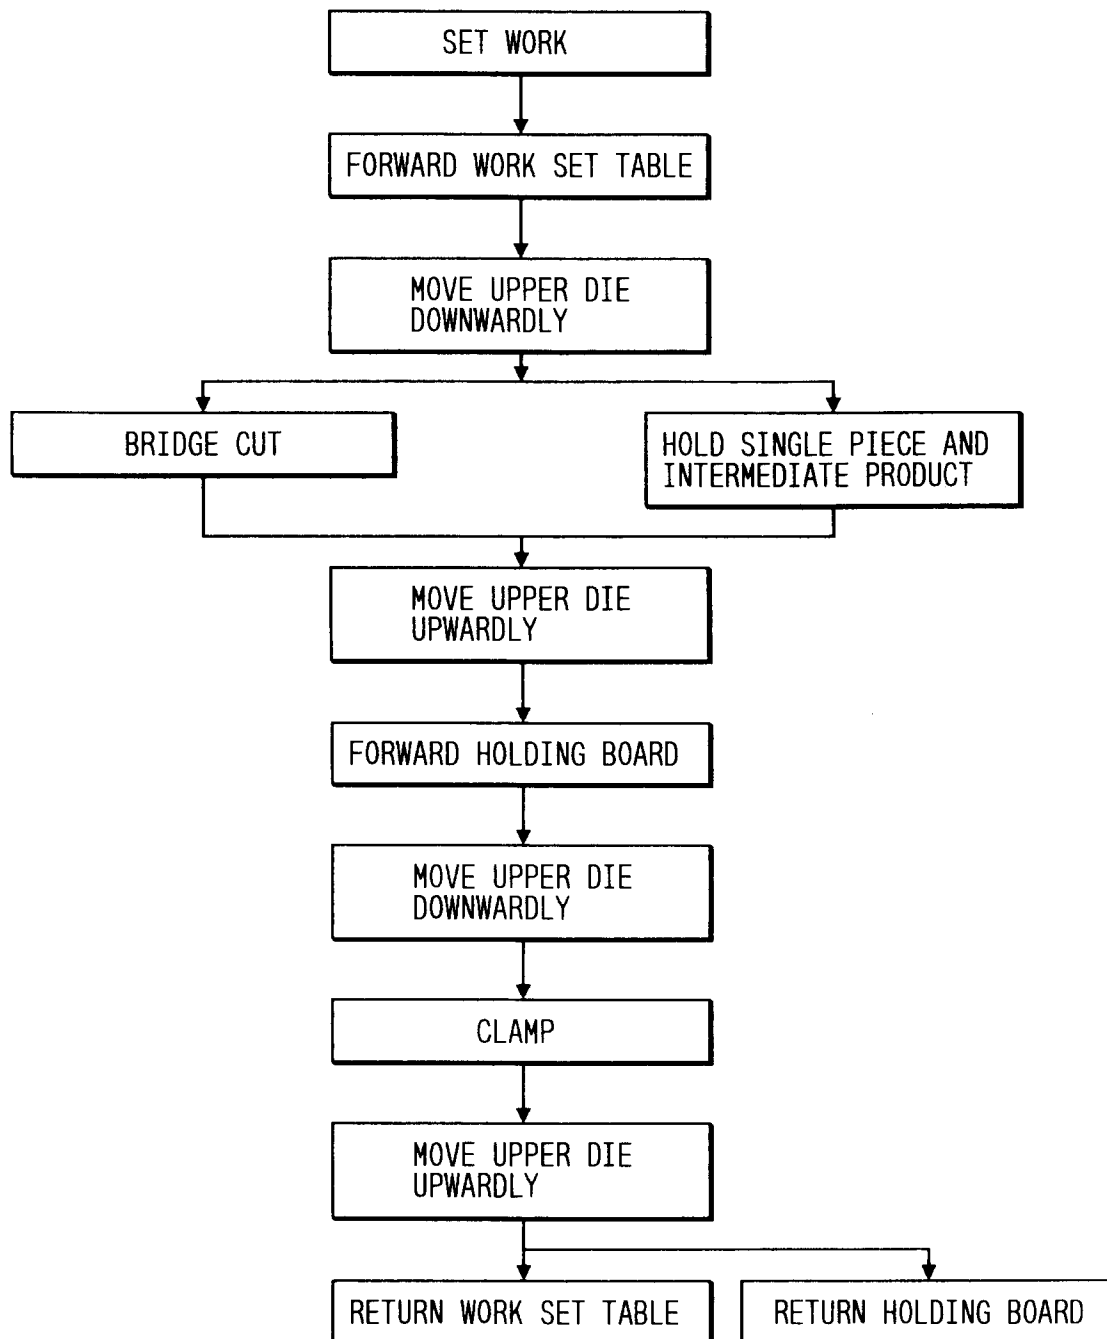 SET WORK
FORWARD WORK SET TABLE
MOVE UPPER DIE
DOWNWARDLY
BRIDGE CUT
HOLD SINGLE PIECE AND
INTERMEDIATE PRODUCT
MOVE UPPER DIE
UPWARDLY
FORWARD HOLDING BOARD
MOVE UPPER DIE
DOWNWARDLY
CLAMP
MOVE UPPER DIE
UPWARDLY
RETURN WORK SET TABLE
RETURN HOLDING BOARD